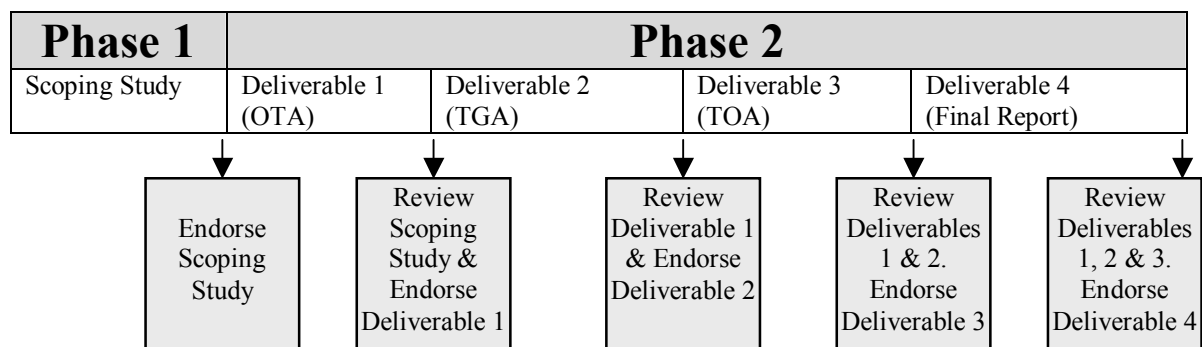 Phase 1
Phase 2
Scoping Study
Deliverable 1
(OTA)
Deliverable 2
(TGA)
Deliverable 3
(TOA)
Deliverable 4
(Final Report)
Endorse
Scoping
Study
Review
Scoping
Study &
Endorse
Deliverable 1
Review
Deliverable 1
& Endorse
Deliverable 2
Review
Deliverables
1 & 2.
Endorse
Deliverable 3
Review
Deliverables
1, 2 & 3.
Endorse
Deliverable 4